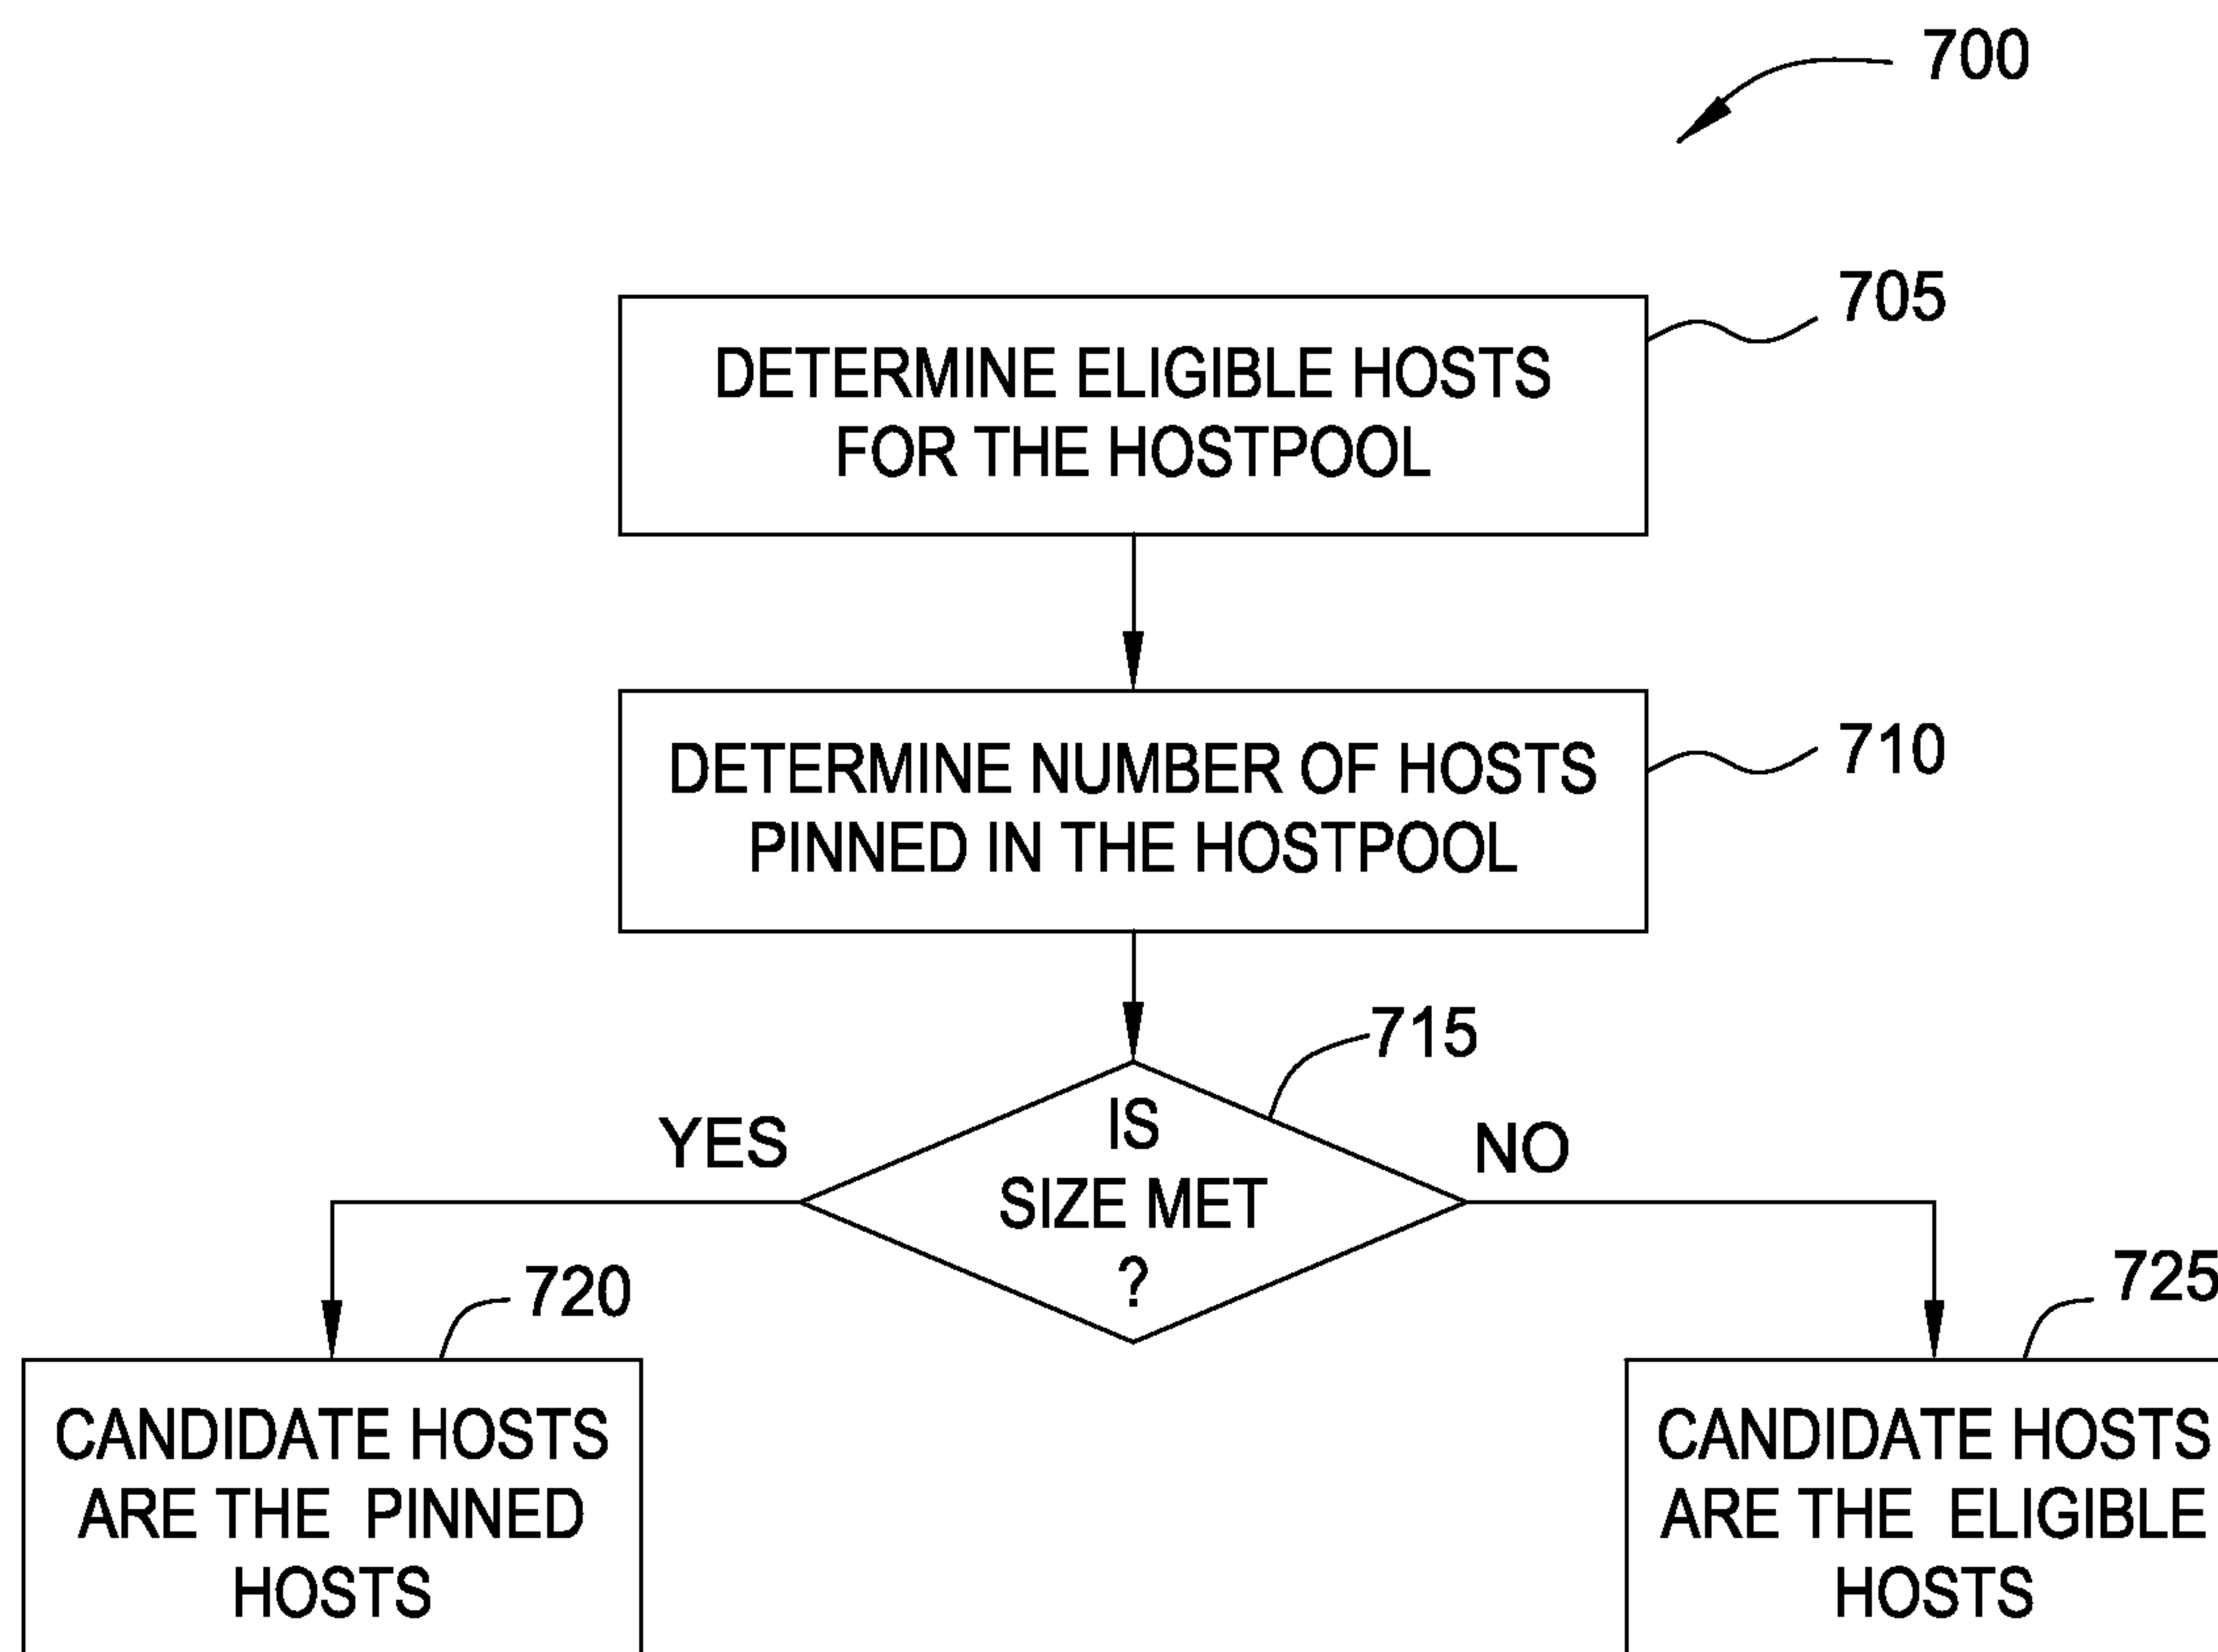 700
705
DETERMINE ELIGIBLE HOSTS
FOR THE HOSTPOOL
710
DETERMINE NUMBER OF HOSTS
PINNED IN THE HOSTPOOL
715
YES
IS
SIZE MET
?
NO
720
725
CANDIDATE HOSTS
ARE THE PINNED
HOSTS
CANDIDATE HOSTS
ARE THE ELIGIBLE
HOSTS